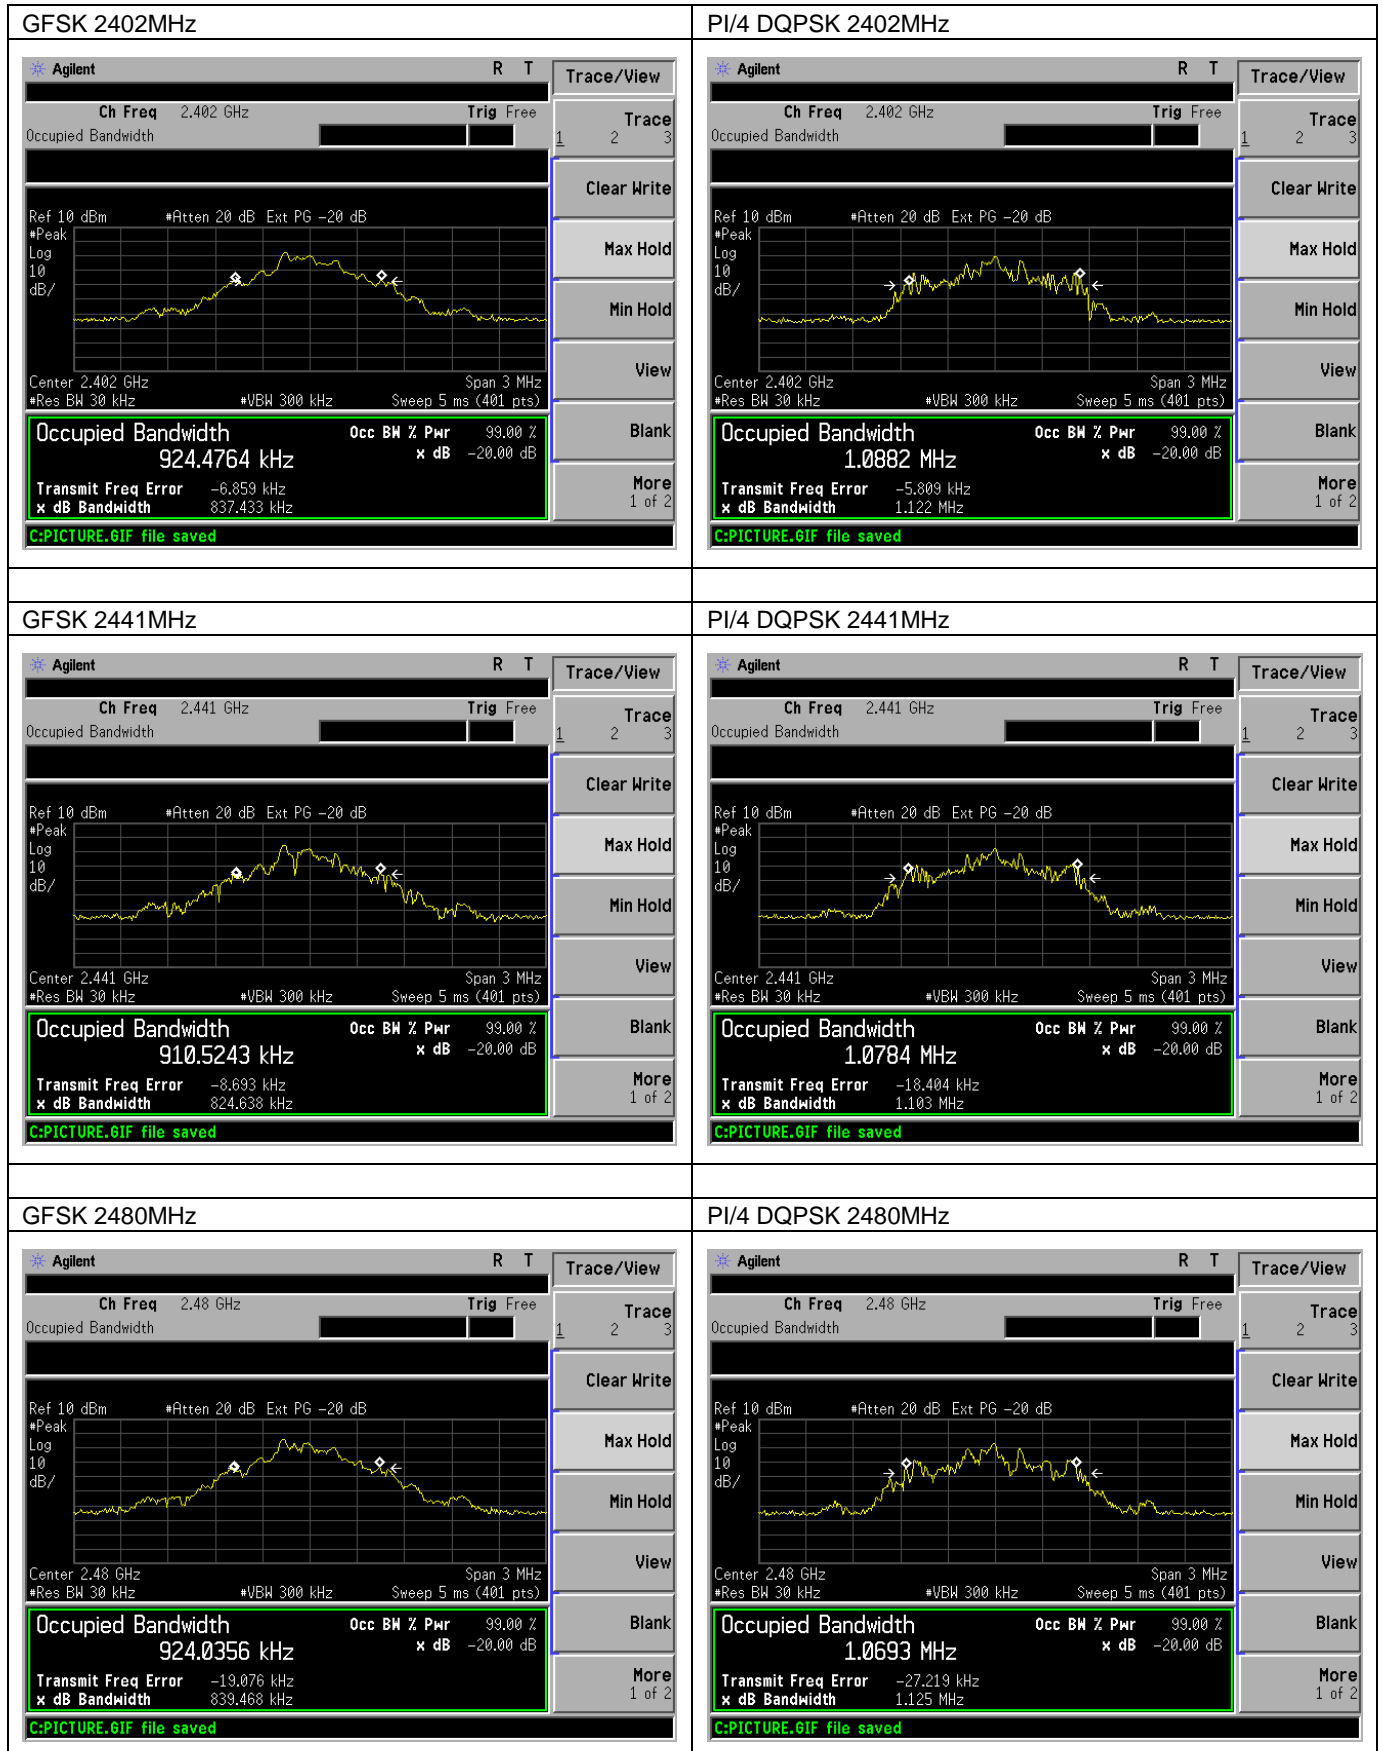 GFSK 2402MHz
PI/4 DQPSK 2402MHz
Agilent R T Trace/View
Ch Freq 2.402 GHz Trig Free
Occupied Bandwidth
Trace
1 2 3
Clear Write
Ref 10 dBm #Atten 20 dB Ext PG -20 dB
#Peak
Log
10
dB/
Max Hold
Min Hold
View
Center 2.402 GHz Span 3 MHz
#Res BW 30 kHz #VBW 300 kHz Sweep 5 ms (401 pts)
Occupied Bandwidth Occ BW % Pwr 99.00 %
924.4764 kHz x dB -20.00 dB
Blank
Transmit Freq Error -6.859 kHz
x dB Bandwidth 837.433 kHz
More
1 of 2
C:PICTURE.GIF file saved
Agilent R T Trace/View
Ch Freq 2.402 GHz Trig Free
Occupied Bandwidth
Trace
1 2 3
Clear Write
Ref 10 dBm #Atten 20 dB Ext PG -20 dB
#Peak
Log
10
dB/
Max Hold
Min Hold
View
Center 2.402 GHz Span 3 MHz
#Res BW 30 kHz #VBW 300 kHz Sweep 5 ms (401 pts)
Occupied Bandwidth Occ BW % Pwr 99.00 %
1.0882 MHz x dB -20.00 dB
Blank
Transmit Freq Error -5.809 kHz
x dB Bandwidth 1.122 MHz
More
1 of 2
C:PICTURE.GIF file saved
GFSK 2441MHz
PI/4 DQPSK 2441MHz
Agilent R T Trace/View
Ch Freq 2.441 GHz Trig Free
Occupied Bandwidth
Trace
1 2 3
Clear Write
Ref 10 dBm #Atten 20 dB Ext PG -20 dB
#Peak
Log
10
dB/
Max Hold
Min Hold
View
Center 2.441 GHz Span 3 MHz
#Res BW 30 kHz #VBW 300 kHz Sweep 5 ms (401 pts)
Occupied Bandwidth Occ BW % Pwr 99.00 %
910.5243 kHz x dB -20.00 dB
Blank
Transmit Freq Error -8.693 kHz
x dB Bandwidth 824.638 kHz
More
1 of 2
C:PICTURE.GIF file saved
Agilent R T Trace/View
Ch Freq 2.441 GHz Trig Free
Occupied Bandwidth
Trace
1 2 3
Clear Write
Ref 10 dBm #Atten 20 dB Ext PG -20 dB
#Peak
Log
10
dB/
Max Hold
Min Hold
View
Center 2.441 GHz Span 3 MHz
#Res BW 30 kHz #VBW 300 kHz Sweep 5 ms (401 pts)
Occupied Bandwidth Occ BW % Pwr 99.00 %
1.0784 MHz x dB -20.00 dB
Blank
Transmit Freq Error -18.404 kHz
x dB Bandwidth 1.103 MHz
More
1 of 2
C:PICTURE.GIF file saved
GFSK 2480MHz
PI/4 DQPSK 2480MHz
Agilent R T Trace/View
Ch Freq 2.48 GHz Trig Free
Occupied Bandwidth
Trace
1 2 3
Clear Write
Ref 10 dBm #Atten 20 dB Ext PG -20 dB
#Peak
Log
10
dB/
Max Hold
Min Hold
View
Center 2.48 GHz Span 3 MHz
#Res BW 30 kHz #VBW 300 kHz Sweep 5 ms (401 pts)
Occupied Bandwidth Occ BW % Pwr 99.00 %
924.0356 kHz x dB -20.00 dB
Blank
Transmit Freq Error -19.076 kHz
x dB Bandwidth 839.468 kHz
More
1 of 2
C:PICTURE.GIF file saved
Agilent R T Trace/View
Ch Freq 2.48 GHz Trig Free
Occupied Bandwidth
Trace
1 2 3
Clear Write
Ref 10 dBm #Atten 20 dB Ext PG -20 dB
#Peak
Log
10
dB/
Max Hold
Min Hold
View
Center 2.48 GHz Span 3 MHz
#Res BW 30 kHz #VBW 300 kHz Sweep 5 ms (401 pts)
Occupied Bandwidth Occ BW % Pwr 99.00 %
1.0693 MHz x dB -20.00 dB
Blank
Transmit Freq Error -27.219 kHz
x dB Bandwidth 1.125 MHz
More
1 of 2
C:PICTURE.GIF file saved